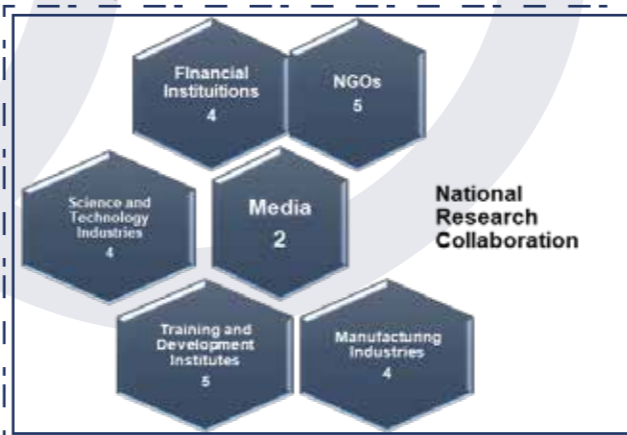 Financial
Instituitions
4
NGOs
5
Science and
Technology
Industries
4
Media
2
National
Research
Collaboration
Training and
Development
Institutes
5
Manufacturing
Industries
4